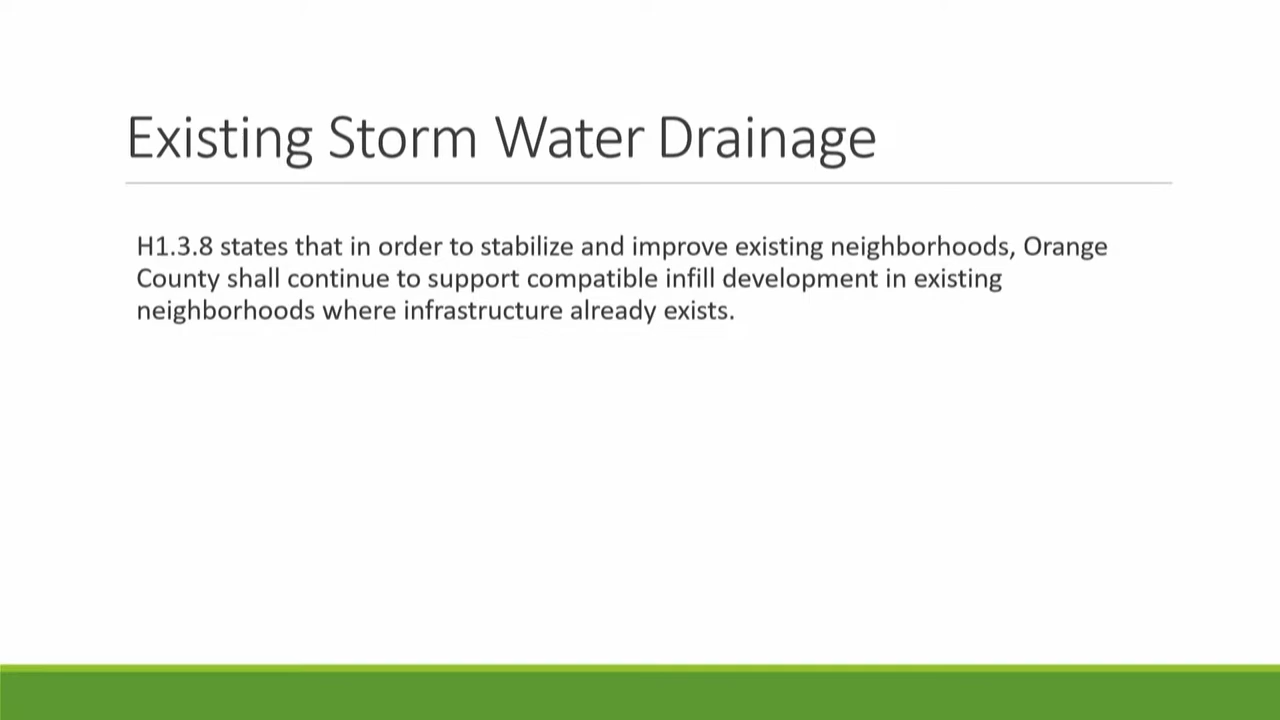 Existing Storm Water Drainage
H1.3.8 states that in order to stabilize and improve existing neighborhoods, Orange
County shall continue to support compatible infill development in existing
neighborhoods where infrastructure already exists.